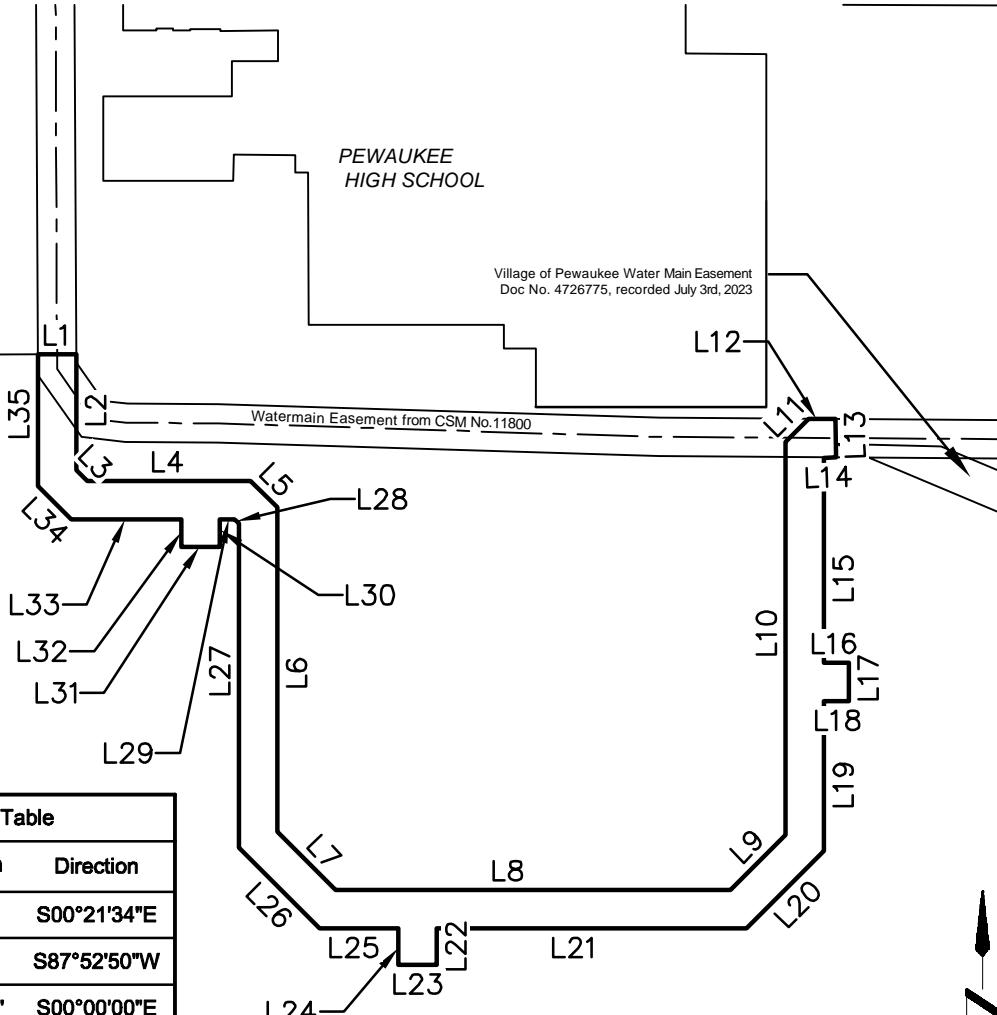 PEWAUKEE
HIGH SCHOOL
Village of Pewaukee Water Main Easement
Doc No. 4726775, recorded July 3rd, 2023
L12
L1
L35
L2
Watermain Easement from CSM No.11800
L11
L13
L3
L4
L5
L14
L34
L28
L33
L30
L15
L32
L31
L27
L6
L10
L16
L17
L18
L29
L19
Table
Direction
S00°21'34"E
S87°52'50"W
S00°00'00"E
L7
L8
L9
L26
L20
L25
L22
L21
L23
L24